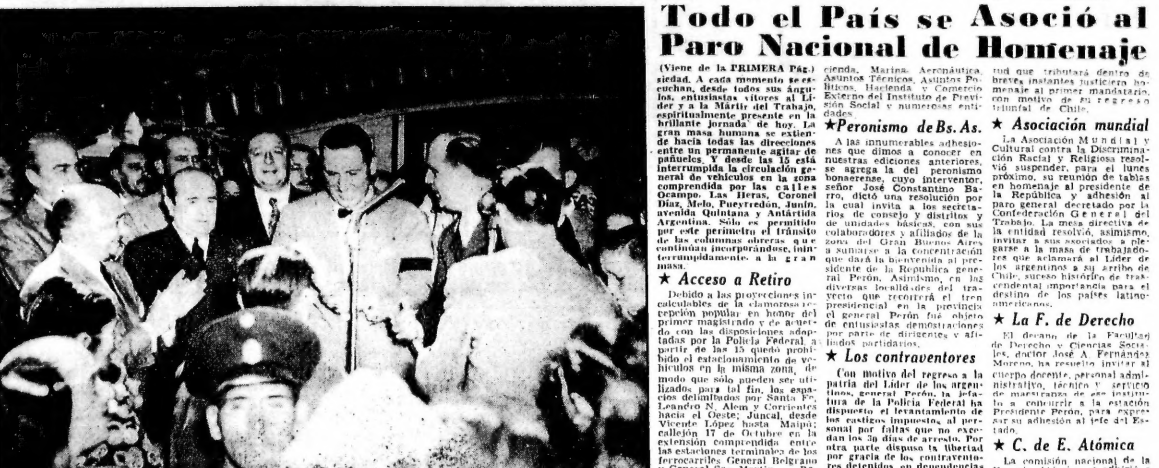 Todo el País se Asoció al
Paro Nacional de Homenaje
(Viene de la PRIMERA Pág.)
siedad. A cada momento se es-
cuchan, desde todos sus ángu-
los, entusiastas vítores al Lí-
der y a la Mártir del Trabajo,
espiritualmente presente en la
brillante jornada de hoy. La
gran masa humana se extien-
de hacia todas las direcciones
entre un permanente agitar de
pañuelos. Y desde las 15 está
interrumpida la circulación ge-
neral de vehículos en la zona
comprendida por las calles
Ocampo, Las Heras, Coronel
Díaz, Melo, Pueyrredón, Junín,
avenida Quintana y Antártida
Argentina. Sólo es permitido
por este perímetro el tránsito
de las columnas obreras que
continúan incorporándose, inin-
terrumpidamente a la gran
masa.
★ Acceso a Retiro
Debido a las proyecciones in-
calculables de la clamorosa re-
cepción popular en honor del
primer magistrado y de acuer-
do con las disposiciones adop-
tadas por la Policía Federal, a
partir de las 15 quedó prohi-
bido el estacionamiento de ve-
hículos en la misma zona, de
modo que sólo pueden ser uti-
lizados para tal fin, los espa-
cios delimitados por Santa Fe,
Leandro N. Alem y Corrientes
hacia el Oeste; Juncal, desde
Vicente López hasta Maipú;
callejón 17 de Octubre en la
extensión comprendida entre
las estaciones terminales de los
ferrocarriles General Belgrano
cienda, Marina, Aeronáutica,
Asuntos Técnicos, Asuntos Po-
líticos, Hacienda y Comercio
Externo del Instituto de Previ-
sión Social y numerosas enti-
dades.
★Peronismo de Bs. As.
A las innumerables adhesio-
nes que dimos a conocer en
nuestras ediciones anteriores,
se agrega la del peronismo
bonaerense, cuyo interventor,
señor José Constantino Ba-
rro, dictó una resolución por
la cual invita a los secreta-
rios de consejo y distritos y
de unidades básicas, con sus
colaboradores y afiliados de la
zona del Gran Buenos Aires
a sumarse a la concentración
que dará la bienvenida al pre-
sidente de la República gene-
ral Perón. Asimismo, en las
diversas localidades del tra-
yecto que recorrerá el tren
presidencial en la provincia
el general Perón fué objeto
de entusiastas demostraciones
por parte de dirigentes y afi-
liados partidarios.
★ Los contraventores
Con motivo del regreso a la
patria del Líder de los argen-
tinos, general Perón, la jefa-
tura de la Policía Federal ha
dispuesto el levantamiento de
los castigos impuestos al per-
sonal por faltas que no exce-
dan los 30 días de arresto. Por
otra parte dispuso la libertad
por gracia de los contravento-
res detenidos en dependencias
tud que tributará dentro de
breves instantes justiciero ho-
menaje al primer mandatario,
con motivo de su regreso
triunfal de Chile.
★ Asociación mundial
La Asociación Mundial y
Cultural contra la Discrimina-
ción Racial y Religiosa resol-
vió suspender, para el lunes
próximo, su reunión de tablas
en homenaje al presidente de
la República y adhesión al
paro general decretado por la
Confederación General del
Trabajo. La mesa directiva de
la entidad resolvió, asimismo,
invitar a sus asociados a ple-
garse a la masa de trabajado-
res que aclamará al Líder de
los argentinos a su arribo de
Chile, suceso histórico de tras-
cendental importancia para el
destino de los países latino-
americanos.
★ La F. de Derecho
El decano de la Facultad
de Derecho y Ciencias Socia-
les, doctor José A. Fernández
Moreno, ha resuelto invitar al
cuerpo docente, personal admi-
nistrativo, técnico y servicio
de maestranza de ese institu-
to a concurrir a la estación
Presidente Perón, para expre-
sar su adhesión al jefe del Es-
tado.
★ C. de E. Atómica
La comisión nacional de la